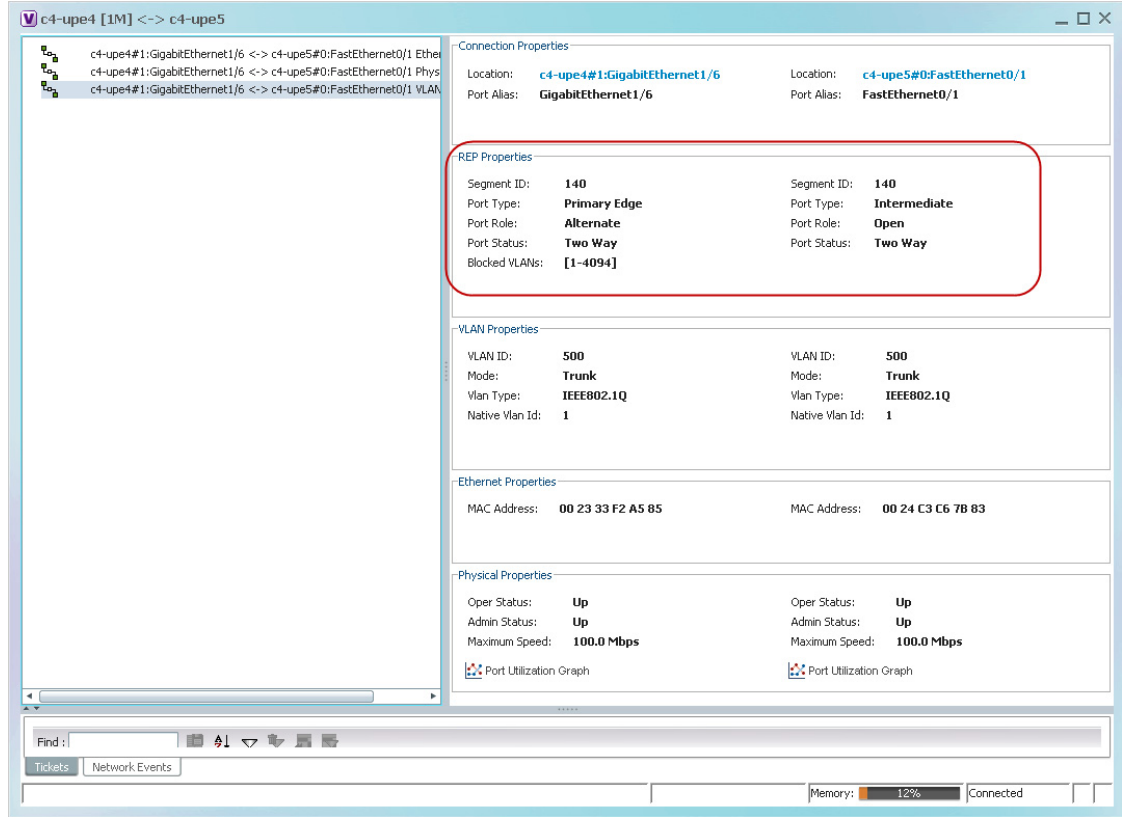 V c4-upe4 [1M] <-> c4-upe5
c4-upe4#1:GigabitEthernet1/6 <-> c4-upe5#0:FastEthernet0/1 Ether
c4-upe4#1:GigabitEthernet1/6 <-> c4-upe5#0:FastEthernet0/1 Phys
c4-upe4#1:GigabitEthernet1/6 <-> c4-upe5#0:FastEthernet0/1 VLAN
Connection Properties
Location: c4-upe4#1:GigabitEthernet1/6 Location: c4-upe5#0:FastEthernet0/1
Port Alias: GigabitEthernet1/6 Port Alias: FastEthernet0/1
REP Properties
Segment ID: 140 Segment ID: 140
Port Type: Primary Edge Port Type: Intermediate
Port Role: Alternate Port Role: Open
Port Status: Two Way Port Status: Two Way
Blocked VLANs: [1-4094]
VLAN Properties
VLAN ID: 500 VLAN ID: 500
Mode: Trunk Mode: Trunk
Vlan Type: IEEE802.1Q Vlan Type: IEEE802.1Q
Native Vlan Id: 1 Native Vlan Id: 1
Ethernet Properties
MAC Address: 00 23 33 F2 A5 85 MAC Address: 00 24 C3 C6 7B 83
Physical Properties
Oper Status: Up Oper Status: Up
Admin Status: Up Admin Status: Up
Maximum Speed: 100.0 Mbps Maximum Speed: 100.0 Mbps
Port Utilization Graph Port Utilization Graph
Find :
Tickets Network Events
Memory: 12% Connected